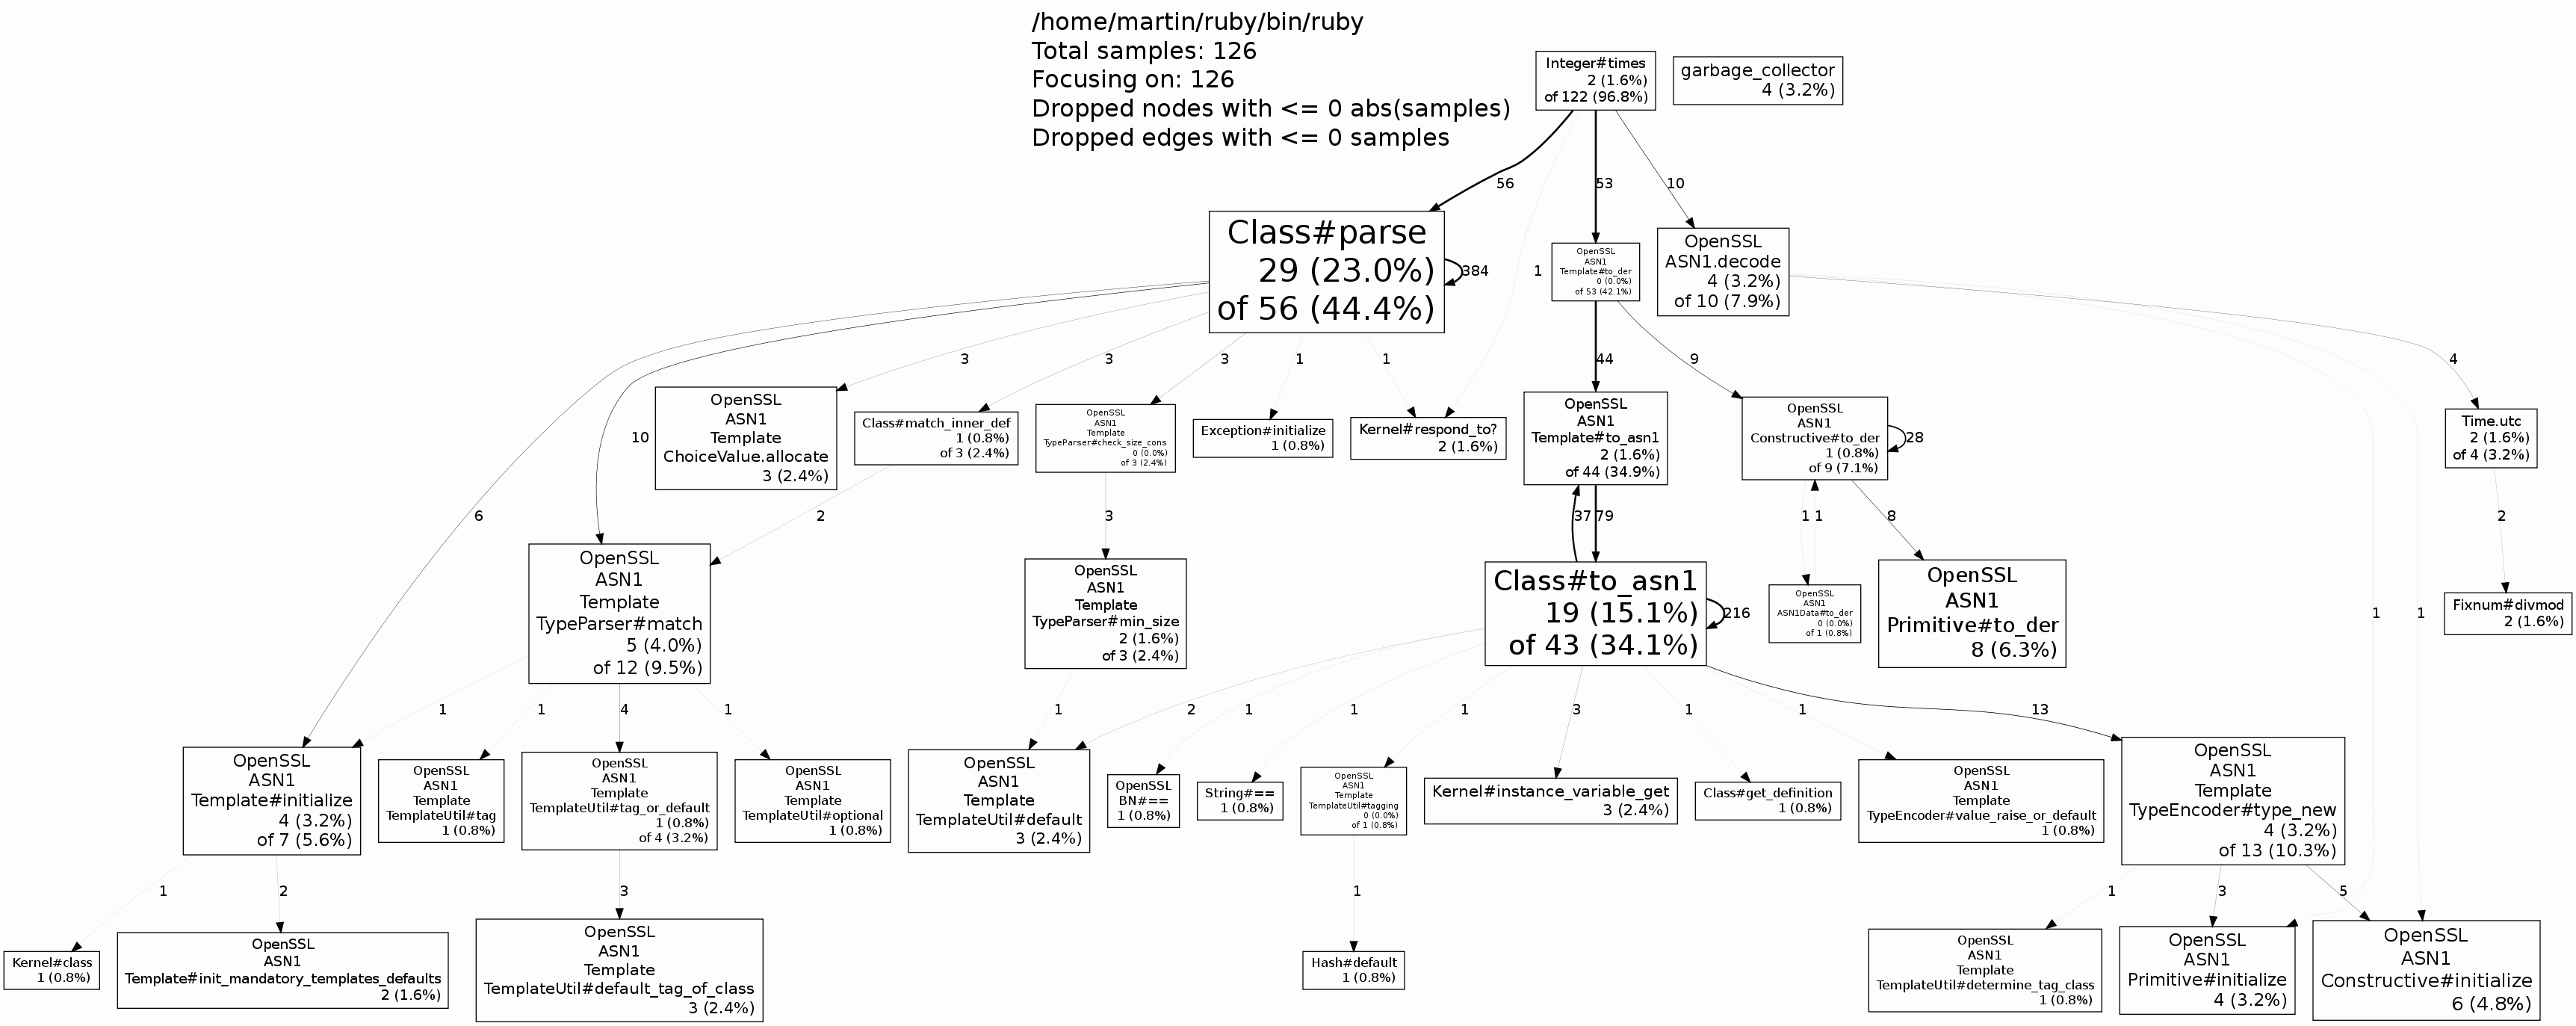 /home/martin/ruby/bin/ruby
Total samples: 126
Focusing on: 126
Dropped nodes with <= 0 abs(samples)
Dropped edges with <= 0 samples
Integer#times
2 (1.6%)
of 122 (96.8%)
garbage_collector
4 (3.2%)
56
53
10
1
Class#parse
29 (23.0%)
of 56 (44.4%)
384
OpenSSL
ASN1
Template#to_der
0 (0.0%)
of 53 (42.1%)
OpenSSL
ASN1.decode
4 (3.2%)
of 10 (7.9%)
6
10
3
3
3
1
1
44
9
4
1
1
OpenSSL
ASN1
Template
ChoiceValue.allocate
3 (2.4%)
Class#match_inner_def
1 (0.8%)
of 3 (2.4%)
OpenSSL
ASN1
Template
TypeParser#check_size_cons
0 (0.0%)
of 3 (2.4%)
Exception#initialize
1 (0.8%)
Kernel#respond_to?
2 (1.6%)
OpenSSL
ASN1
Template#to_asn1
2 (1.6%)
of 44 (34.9%)
OpenSSL
ASN1
Constructive#to_der
1 (0.8%)
of 9 (7.1%)
28
Time.utc
2 (1.6%)
of 4 (3.2%)
2
3
37
79
1
1
8
2
OpenSSL
ASN1
Template
TypeParser#match
5 (4.0%)
of 12 (9.5%)
OpenSSL
ASN1
Template
TypeParser#min_size
2 (1.6%)
of 3 (2.4%)
Class#to_asn1
19 (15.1%)
of 43 (34.1%)
216
OpenSSL
ASN1
ASN1Data#to_der
0 (0.0%)
of 1 (0.8%)
OpenSSL
ASN1
Primitive#to_der
8 (6.3%)
Fixnum#divmod
2 (1.6%)
1
1
4
1
1
2
1
1
1
3
1
1
13
OpenSSL
ASN1
Template#initialize
4 (3.2%)
of 7 (5.6%)
OpenSSL
ASN1
Template
TemplateUtil#tag
1 (0.8%)
OpenSSL
ASN1
Template
TemplateUtil#tag_or_default
1 (0.8%)
of 4 (3.2%)
OpenSSL
ASN1
Template
TemplateUtil#optional
1 (0.8%)
OpenSSL
ASN1
Template
TemplateUtil#default
3 (2.4%)
OpenSSL
BN#==
1 (0.8%)
String#==
1 (0.8%)
OpenSSL
ASN1
Template
TemplateUtil#tagging
0 (0.0%)
of 1 (0.8%)
Kernel#instance_variable_get
3 (2.4%)
Class#get_definition
1 (0.8%)
OpenSSL
ASN1
Template
TypeEncoder#value_raise_or_default
1 (0.8%)
OpenSSL
ASN1
Template
TypeEncoder#type_new
4 (3.2%)
of 13 (10.3%)
1
2
3
1
1
3
5
Kernel#class
1 (0.8%)
OpenSSL
ASN1
Template#init_mandatory_templates_defaults
2 (1.6%)
OpenSSL
ASN1
Template
TemplateUtil#default_tag_of_class
3 (2.4%)
Hash#default
1 (0.8%)
OpenSSL
ASN1
Template
TemplateUtil#determine_tag_class
1 (0.8%)
OpenSSL
ASN1
Primitive#initialize
4 (3.2%)
OpenSSL
ASN1
Constructive#initialize
6 (4.8%)